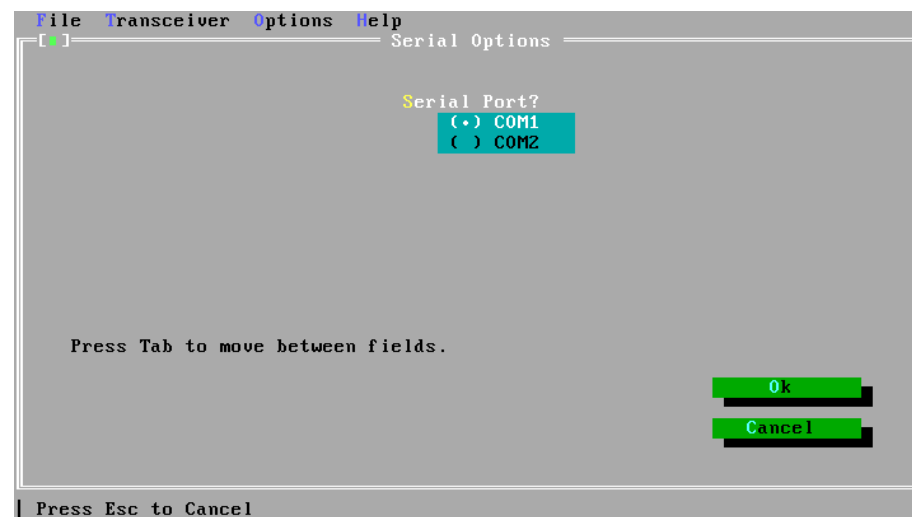 File Transceiver Options Help
[▪] Serial Options
Serial Port?
(•) COM1
( ) COM2
Press Tab to move between fields.
Ok
Cancel
Press Esc to Cancel